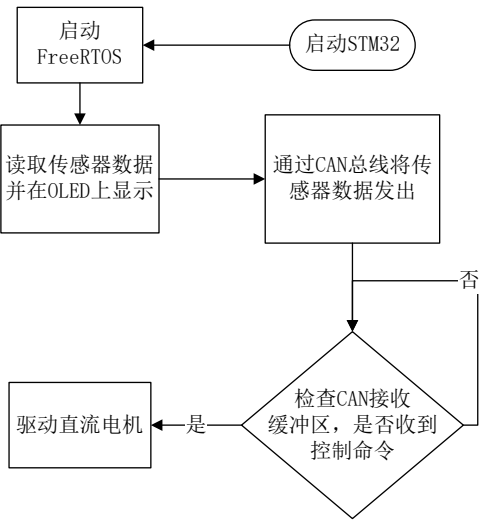 启动
FreeRTOS
启动STM32
读取传感器数据
并在OLED上显示
通过CAN总线将传
感器数据发出
否
检查CAN接收
缓冲区，是否收到
控制命令
是
驱动直流电机